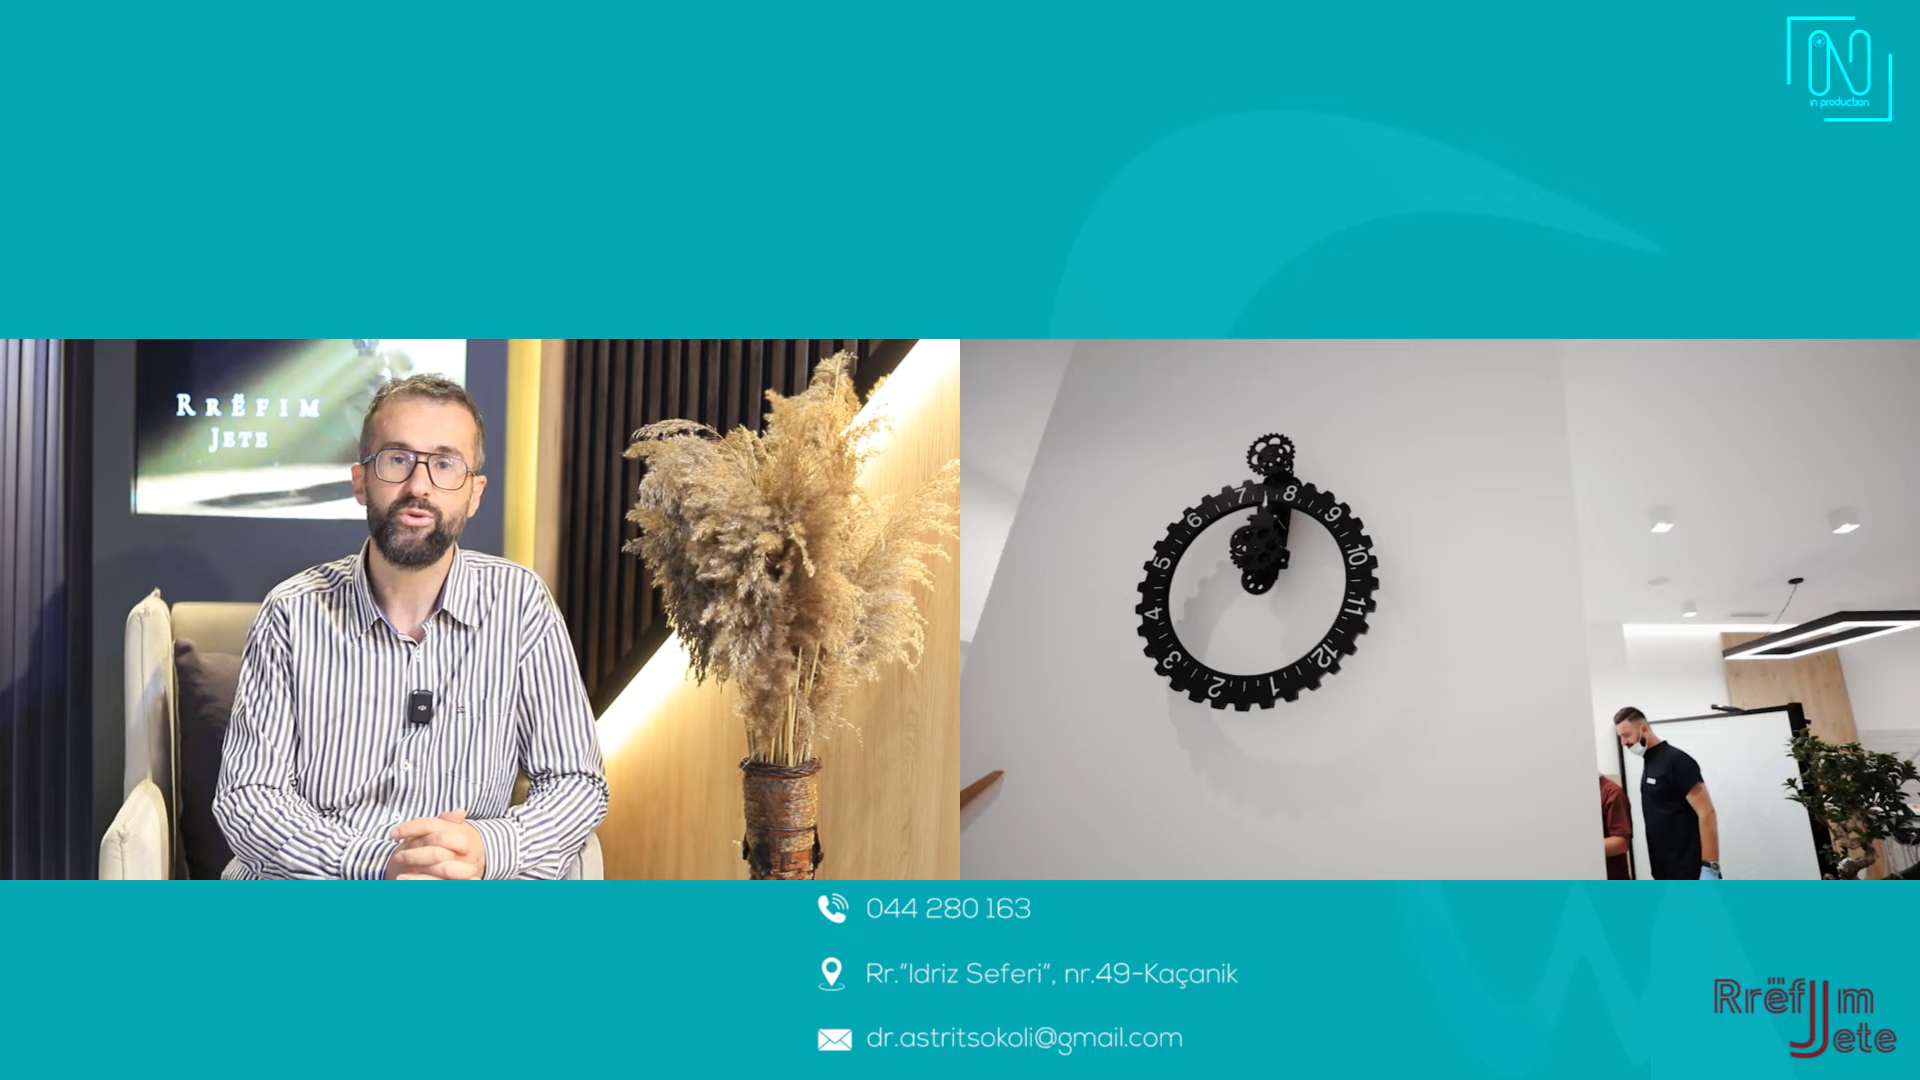 in production
RRËFIM
JETE
7
8
6
9
5
10
4
11
3
12
2
1
044 280 163
Rr."Idriz Seferi", nr.49-Kaçanik
dr.astritsokoli@gmail.com
Rrëfjm
Jete